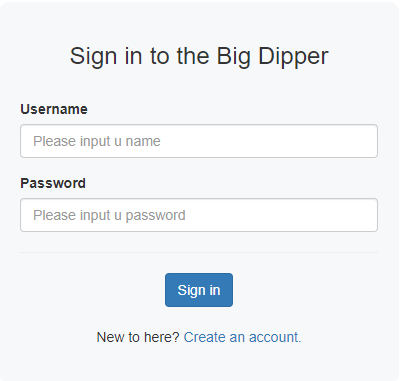 Sign in to the Big Dipper
Username
Please input u name
Password
Please input u password
Sign in
New to here? Create an account.